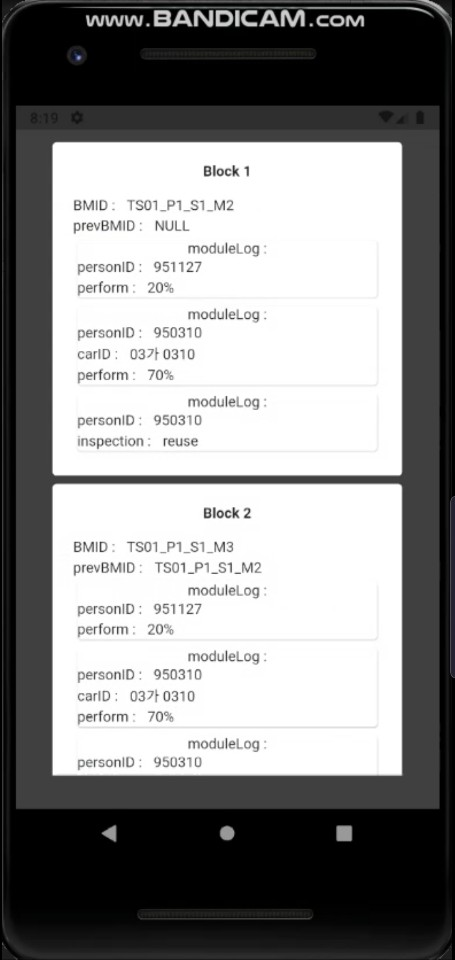 www.BANDICAM.com
8:19
Block 1
BMID : TS01_P1_S1_M2
prevBMID : NULL
moduleLog :
personID : 951127
perform : 20%
moduleLog :
personID : 950310
carID : 03가 0310
perform : 70%
moduleLog :
personID : 950310
inspection : reuse
Block 2
BMID : TS01_P1_S1_M3
prevBMID : TS01_P1_S1_M2
moduleLog :
personID : 951127
perform : 20%
moduleLog :
personID : 950310
carID : 03가 0310
perform : 70%
moduleLog :
personID : 950310